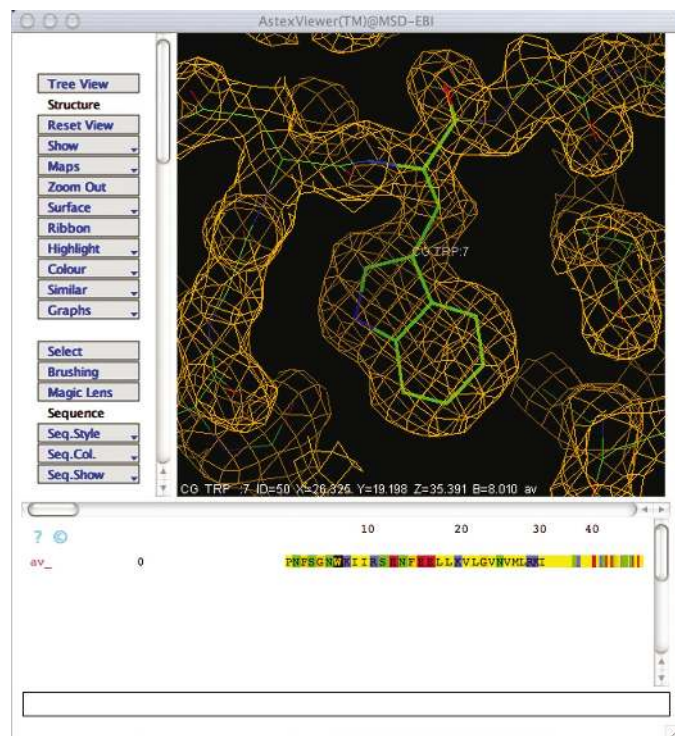 AstexViewer(TM)@MSD-EBI
Tree View
Structure
Reset View
Show
Maps
Zoom Out
Surface
Ribbon
Highlight
Colour
Similar
Graphs
Select
Brushing
Magic Lens
Sequence
Seq.Style
Seq.Col.
Seq.Show
CG TRP:7
CG TRP :7 ID=50 X=26.325 Y=19.198 Z=35.391 B=8.010 av
? ©
10 20 30 40
av_ 0 PNFSGNWKIIRSENFEELLKVLGVNVMLRKI